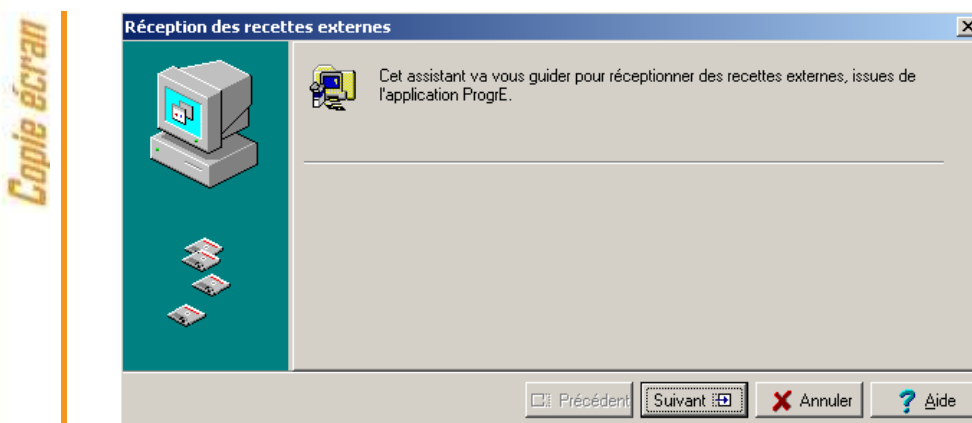 Copie écran
Réception des recettes externes
Cet assistant va vous guider pour réceptionner des recettes externes, issues de
l'application ProgrE.
Précédent
Suivant
Annuler
Aide